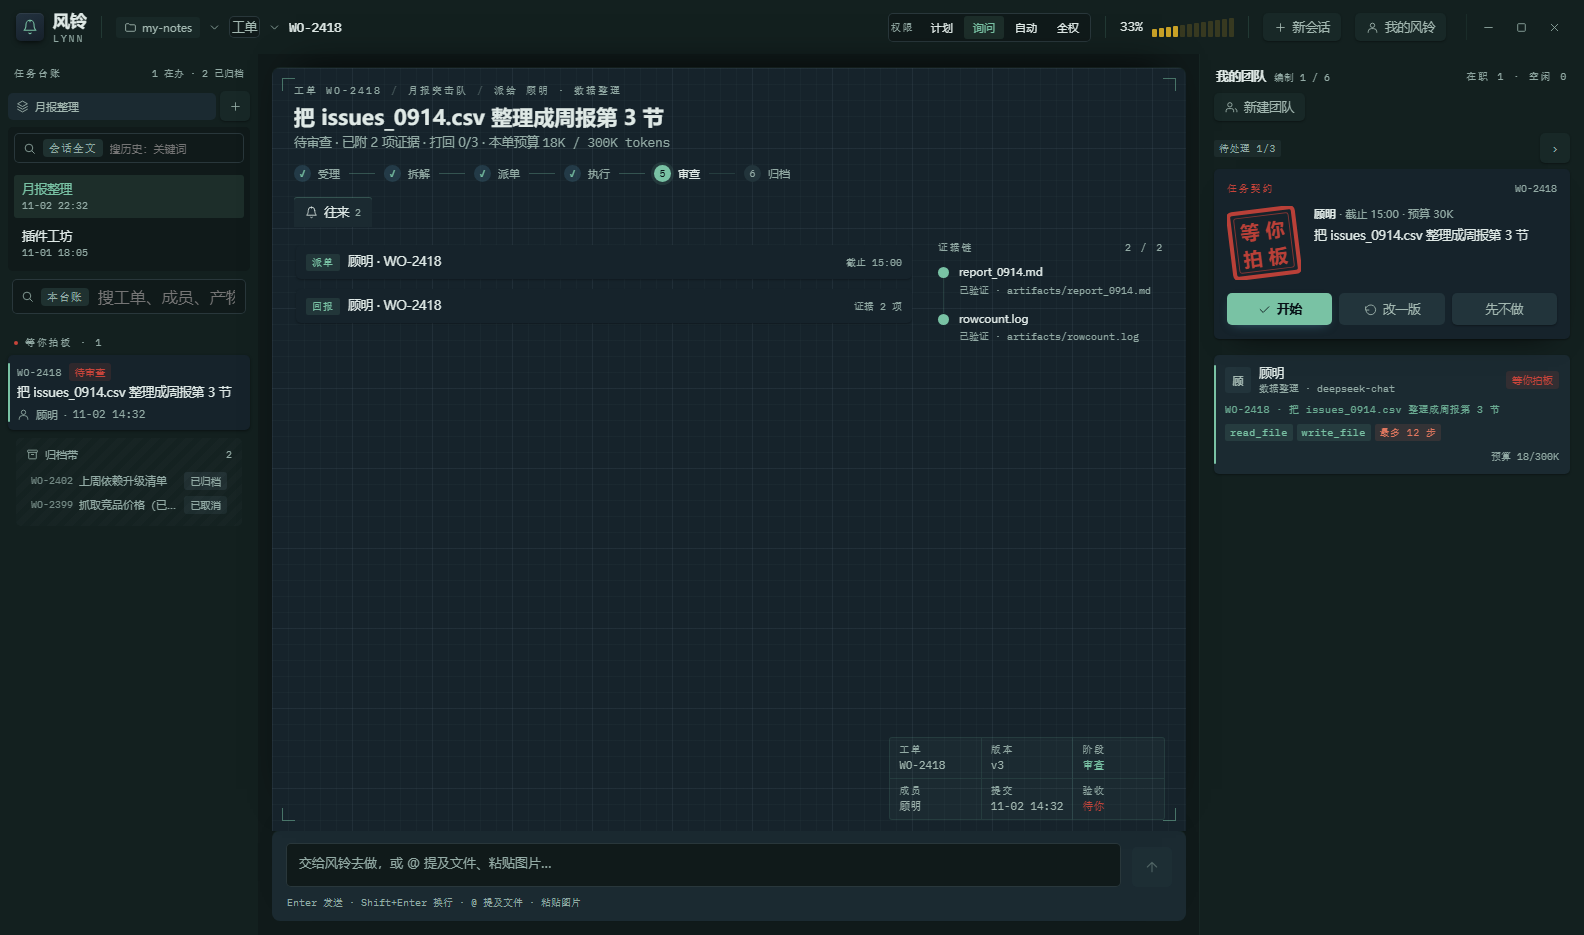 风铃
LYNN
my-notes
工单
WO-2418
权限
计划
询问
自动
全权
33%
新会话
我的风铃
任务台账
1 在办 · 2 已归档
月报整理
会话全文
搜历史：关键词
月报整理
11-02 22:32
插件工坊
11-01 18:05
本台账
搜工单、成员、产物
等你拍板 · 1
WO-2418
待审查
把 issues_0914.csv 整理成周报第 3 节
顾明 · 11-02 14:32
归档带
2
WO-2402 上周依赖升级清单 已归档
WO-2399 抓取竞品价格（已… 已取消
工单 WO-2418 / 月报突击队 / 派给 顾明 · 数据整理
把 issues_0914.csv 整理成周报第 3 节
待审查 · 已附 2 项证据 · 打回 0/3 · 本单预算 18K / 300K tokens
受理
拆解
派单
执行
5 审查
6 归档
往来 2
派单 顾明 · WO-2418 截止 15:00
回报 顾明 · WO-2418 证据 2 项
证据链 2 / 2
report_0914.md
已验证 · artifacts/report_0914.md
rowcount.log
已验证 · artifacts/rowcount.log
工单 版本 阶段
WO-2418 v3 审查
成员 提交 验收
顾明 11-02 14:32 待你
交给风铃去做，或 @ 提及文件、粘贴图片…
Enter 发送 · Shift+Enter 换行 · @ 提及文件 · 粘贴图片
我的团队 编制 1 / 6
在职 1 · 空闲 0
新建团队
待处理 1/3
任务契约
WO-2418
等你拍板
顾明 · 截止 15:00 · 预算 30K
把 issues_0914.csv 整理成周报第 3 节
开始
改一版
先不做
顾
顾明
数据整理 · deepseek-chat
等你拍板
WO-2418 · 把 issues_0914.csv 整理成周报第 3 节
read_file write_file 最多 12 步
预算 18/300K